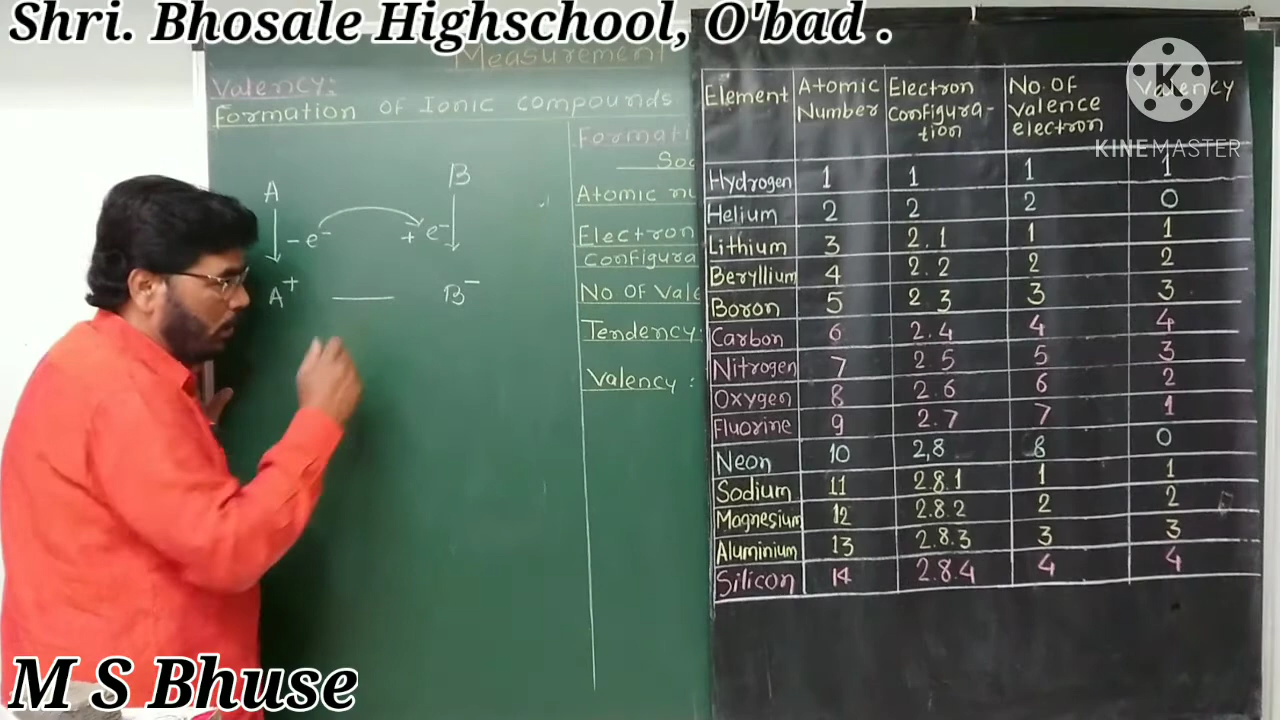 Shri. Bhosale Highschool, O'bad .
Measurement
Valency:
Formation of Ionic compounds
A
B
- e⁻
+ e⁻
A⁺ —— B⁻
Atomic
Electron
No Of
Tendency:
Valency :
Element Atomic Number Electron configura-tion No. Of Valence electron Valency
KINEMASTER
Hydrogen 1 1 1 1
Helium 2 2 2 0
Lithium 3 2.1 1 1
Beryllium 4 2.2 2 2
Boron 5 2 3 3 3
Carbon 6 2.4 4 4
Nitrogen 7 2 5 5 3
Oxygen 8 2.6 6 2
Fluorine 9 2.7 7 1
Neon 10 2,8 8 0
Sodium 11 2.8.1 1 1
Magnesium 12 2.8.2 2 2
Aluminium 13 2.8.3 3 3
Silicon 14 2.8.4 4 4
M S Bhuse